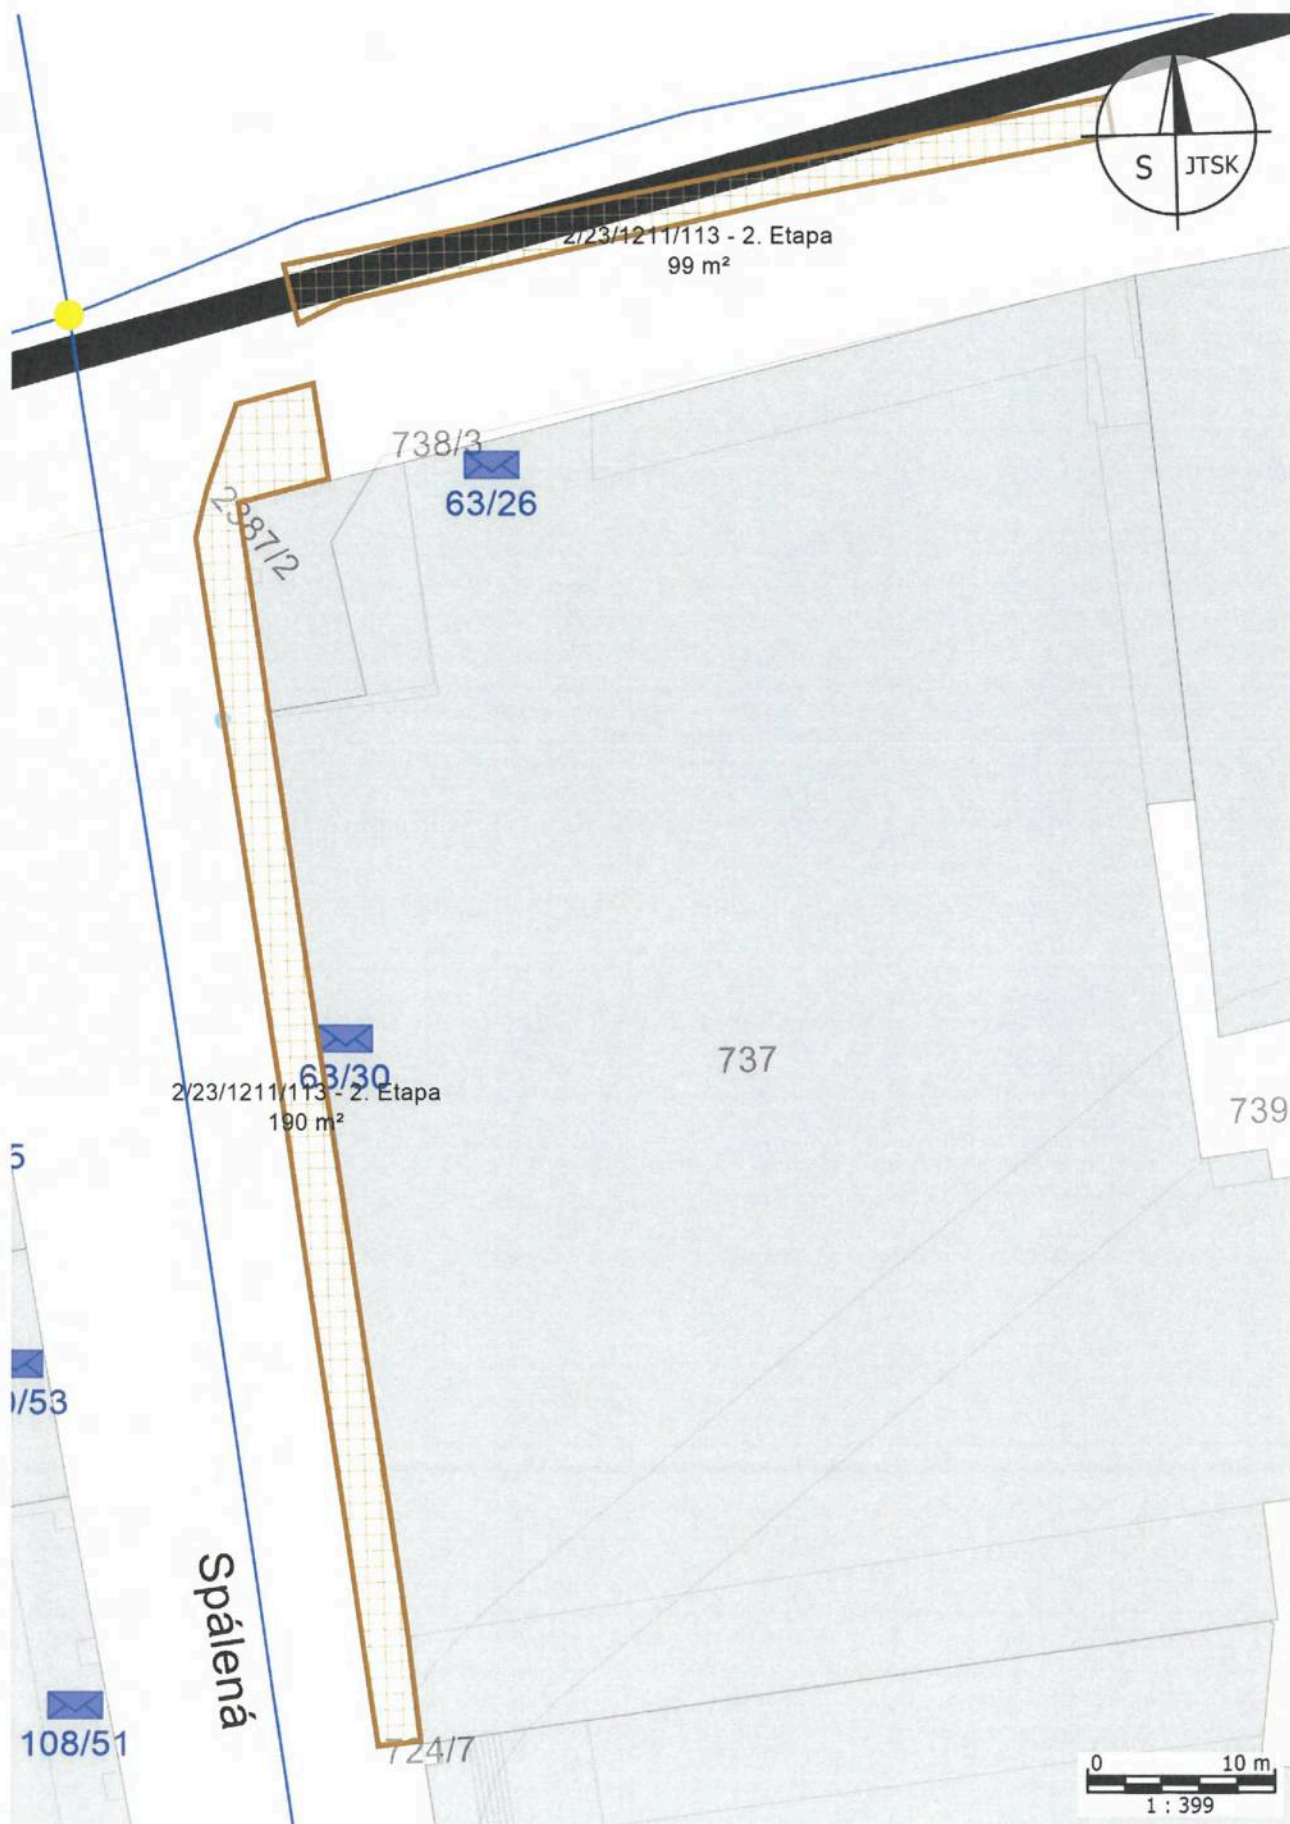 S JTSK
2/23/1211/113 - 2. Etapa
99 m²
738/3
63/26
2387/2
737
63/30
2/23/1211/113 - 2. Etapa
190 m²
739
5
/53
Spálená
108/51
724/7
0 10 m
1 : 399